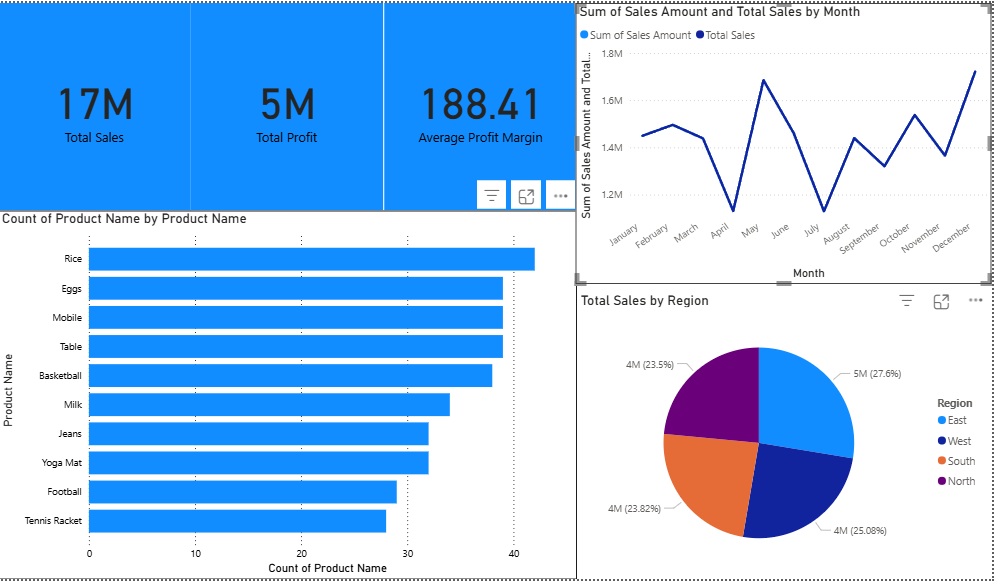 17M
Total Sales
5M
Total Profit
188.41
Average Profit Margin
Sum of Sales Amount and Total Sales by Month
Sum of Sales Amount
Total Sales
Sum of Sales Amount and Total...
1.8M
1.6M
1.4M
1.2M
January
February
March
April
May
June
July
August
September
October
November
December
Month
Count of Product Name by Product Name
Product Name
Rice
Eggs
Mobile
Table
Basketball
Milk
Jeans
Yoga Mat
Football
Tennis Racket
0
10
20
30
40
Count of Product Name
Total Sales by Region
4M (23.5%)
5M (27.6%)
4M (23.82%)
4M (25.08%)
Region
East
West
South
North